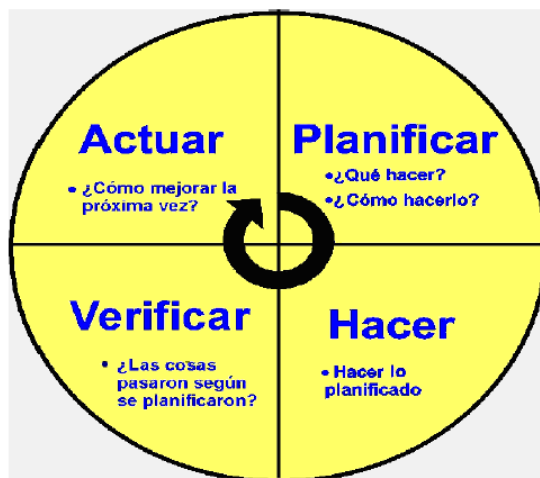 Actuar
• ¿Cómo mejorar la
próxima vez?
Planificar
•¿Qué hacer?
•¿Cómo hacerlo?
Verificar
• ¿Las cosas
pasaron según
se planificaron?
Hacer
• Hacer lo
planificado